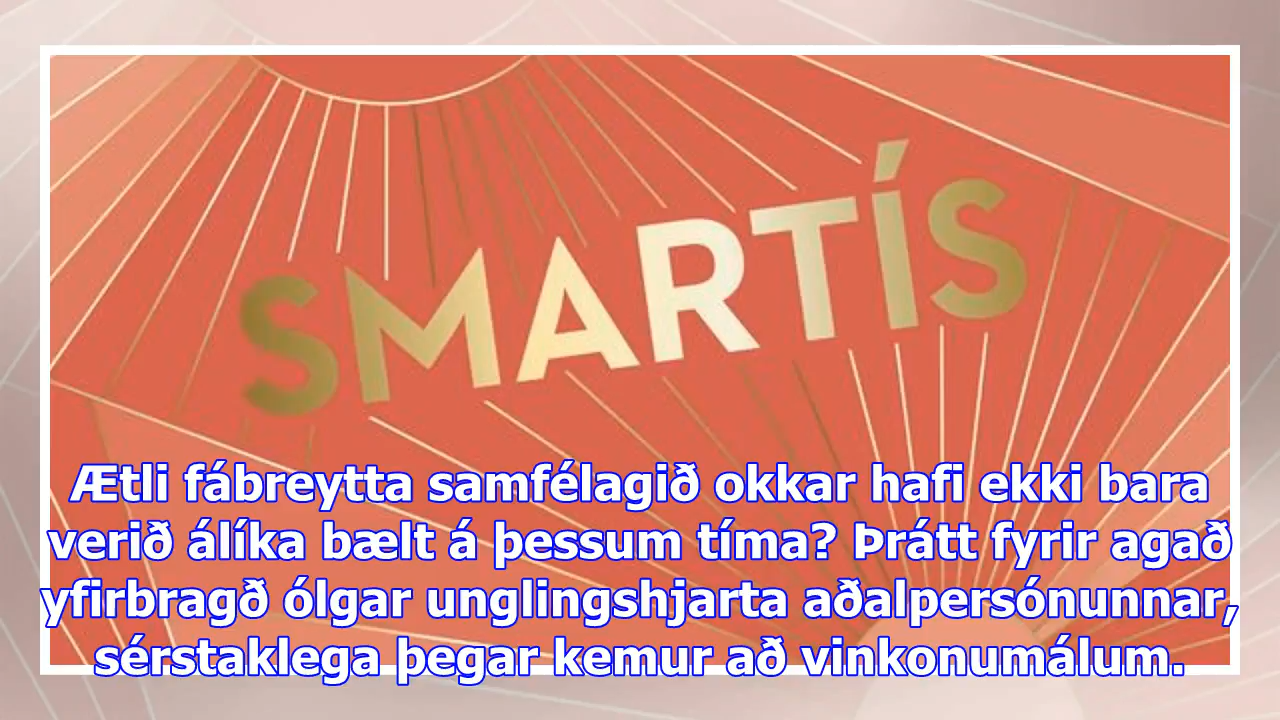 SMARTÍS
Ætli fábreytta samfélagið okkar hafi ekki bara
verið álíka bælt á þessum tíma? Þrátt fyrir agað
yfirbragð ólgar unglingshjarta aðalpersónunnar,
sérstaklega þegar kemur að vinkonumálum.